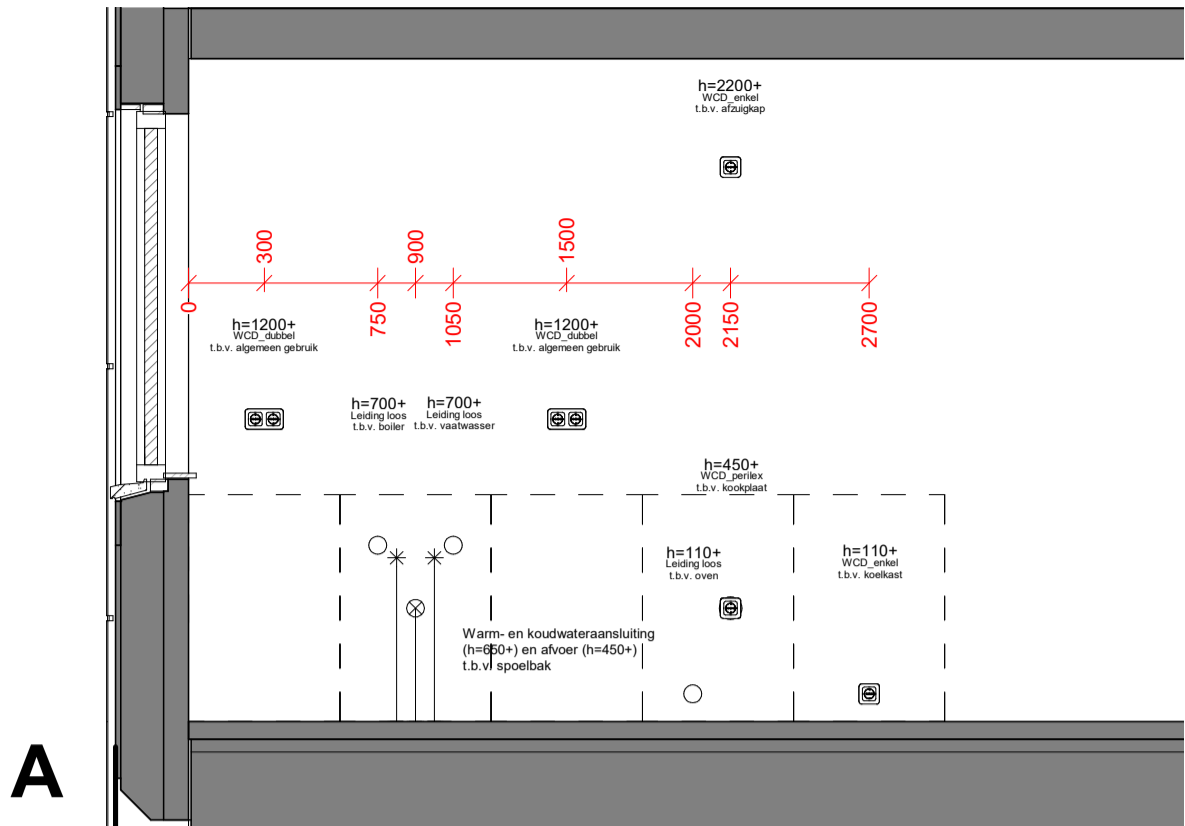 h=2200+
WCD_enkel
t.b.v. afzuigkap
0
300
750
900
1050
1500
2000
2150
2700
h=1200+
WCD_dubbel
t.b.v. algemeen gebruik
h=1200+
WCD_dubbel
t.b.v. algemeen gebruik
h=700+
Leiding loos
t.b.v. boiler
h=700+
Leiding loos
t.b.v. vaatwasser
h=450+
WCD_perilex
t.b.v. kookplaat
h=110+
Leiding loos
t.b.v. oven
h=110+
WCD_enkel
t.b.v. koelkast
Warm- en koudwateraansluiting
(h=650+) en afvoer (h=450+)
t.b.v. spoelbak
A